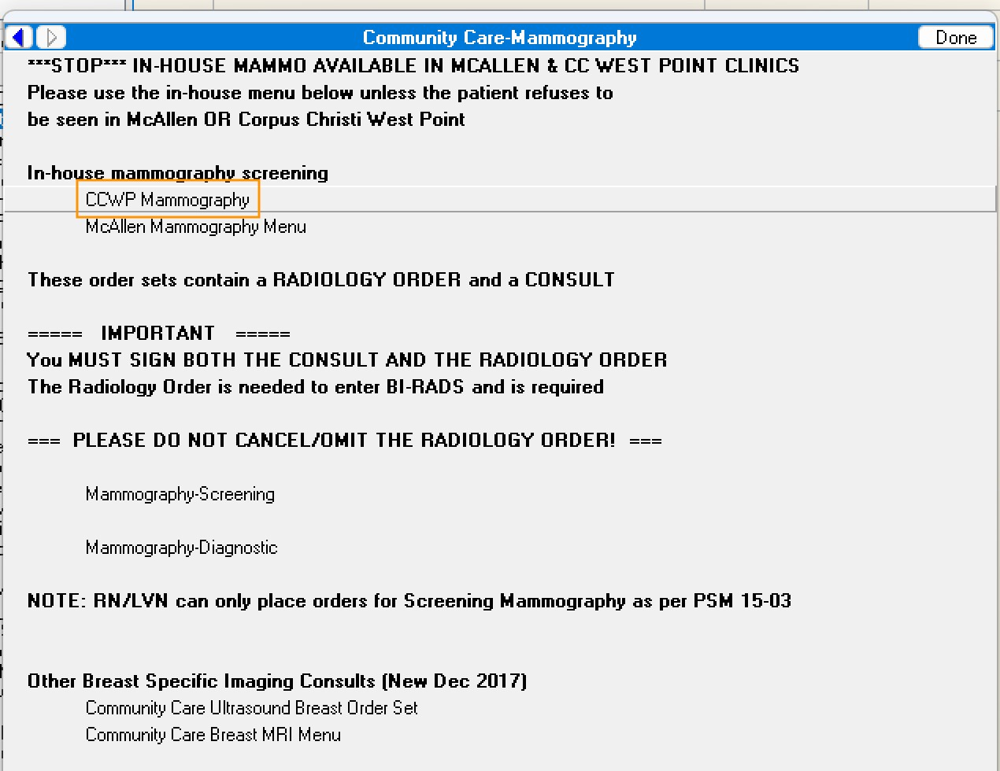 Community Care-Mammography
Done
***STOP*** IN-HOUSE MAMMO AVAILABLE IN MCALLEN & CC WEST POINT CLINICS
Please use the in-house menu below unless the patient refuses to
be seen in McAllen OR Corpus Christi West Point
In-house mammography screening
CCWP Mammography
McAllen Mammography Menu
These order sets contain a RADIOLOGY ORDER and a CONSULT
===== IMPORTANT =====
You MUST SIGN BOTH THE CONSULT AND THE RADIOLOGY ORDER
The Radiology Order is needed to enter BI-RADS and is required
=== PLEASE DO NOT CANCEL/OMIT THE RADIOLOGY ORDER! ===
Mammography-Screening
Mammography-Diagnostic
NOTE: RN/LVN can only place orders for Screening Mammography as per PSM 15-03
Other Breast Specific Imaging Consults (New Dec 2017)
Community Care Ultrasound Breast Order Set
Community Care Breast MRI Menu